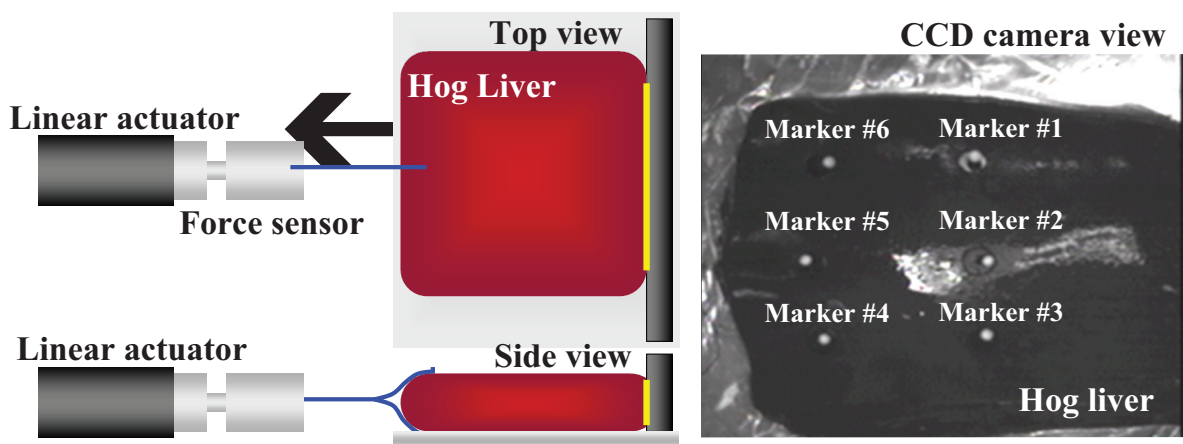 Top view
Hog Liver
Linear actuator
Force sensor
Linear actuator
Side view
CCD camera view
Marker #6
Marker #1
Marker #5
Marker #2
Marker #4
Marker #3
Hog liver